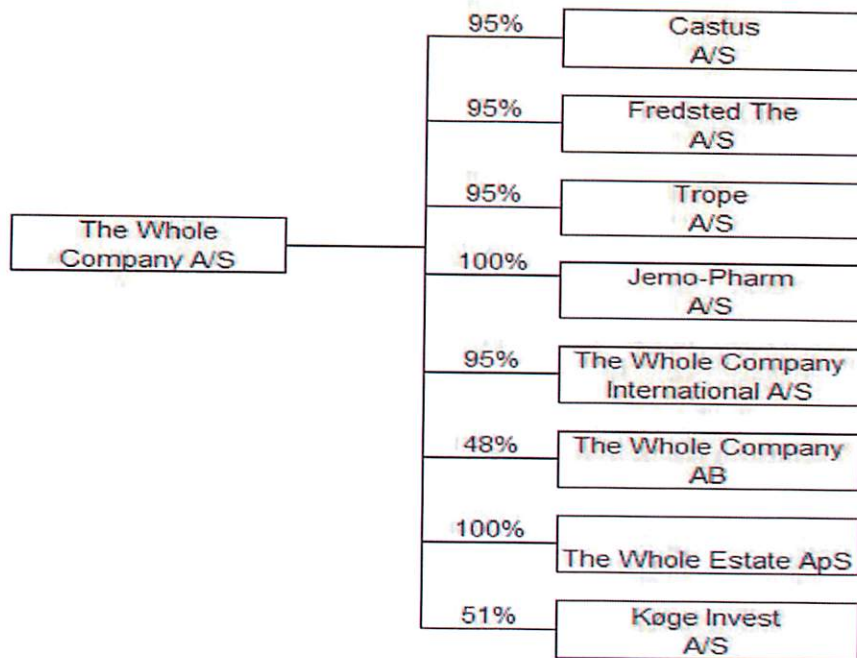 95%
Castus
A/S
95%
Fredsted The
A/S
95%
Trope
A/S
The Whole
Company A/S
100%
Jemo-Pharm
A/S
95%
The Whole Company
International A/S
48%
The Whole Company
AB
100%
The Whole Estate ApS
51%
Køge Invest
A/S